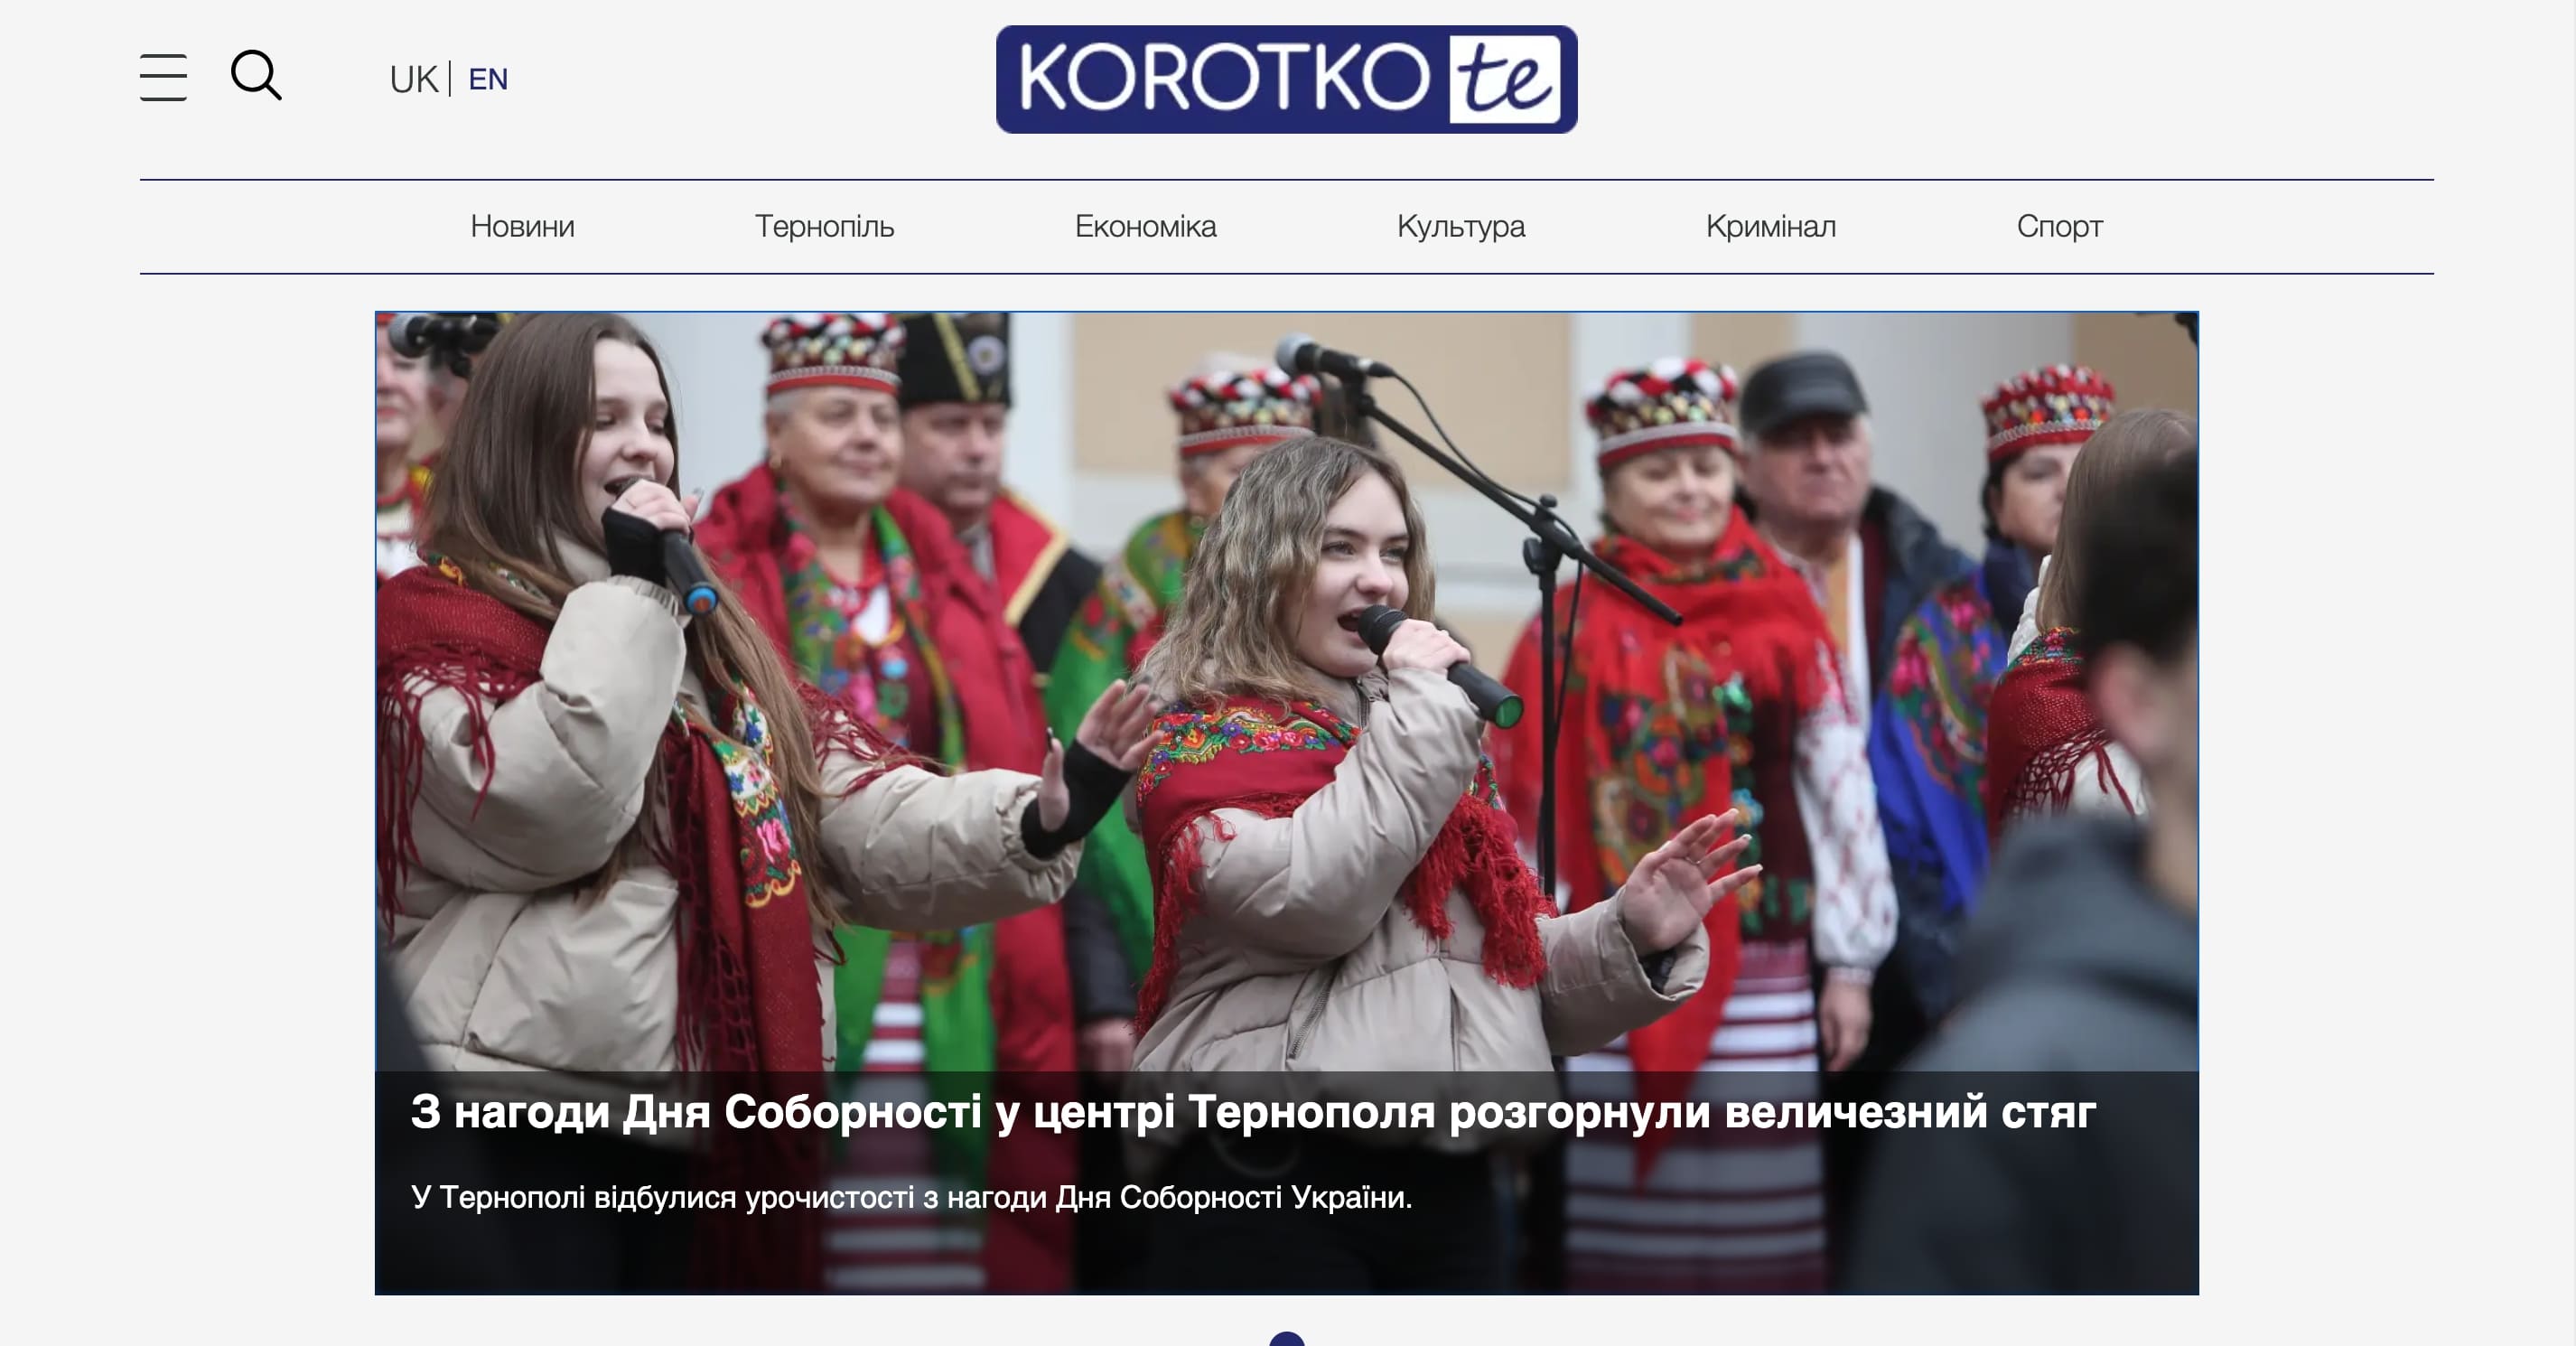 UK | EN
KOROTKO te
Новини Тернопіль Економіка Культура Кримінал Спорт
З нагоди Дня Соборності у центрі Тернополя розгорнули величезний стяг
У Тернополі відбулися урочистості з нагоди Дня Соборності України.